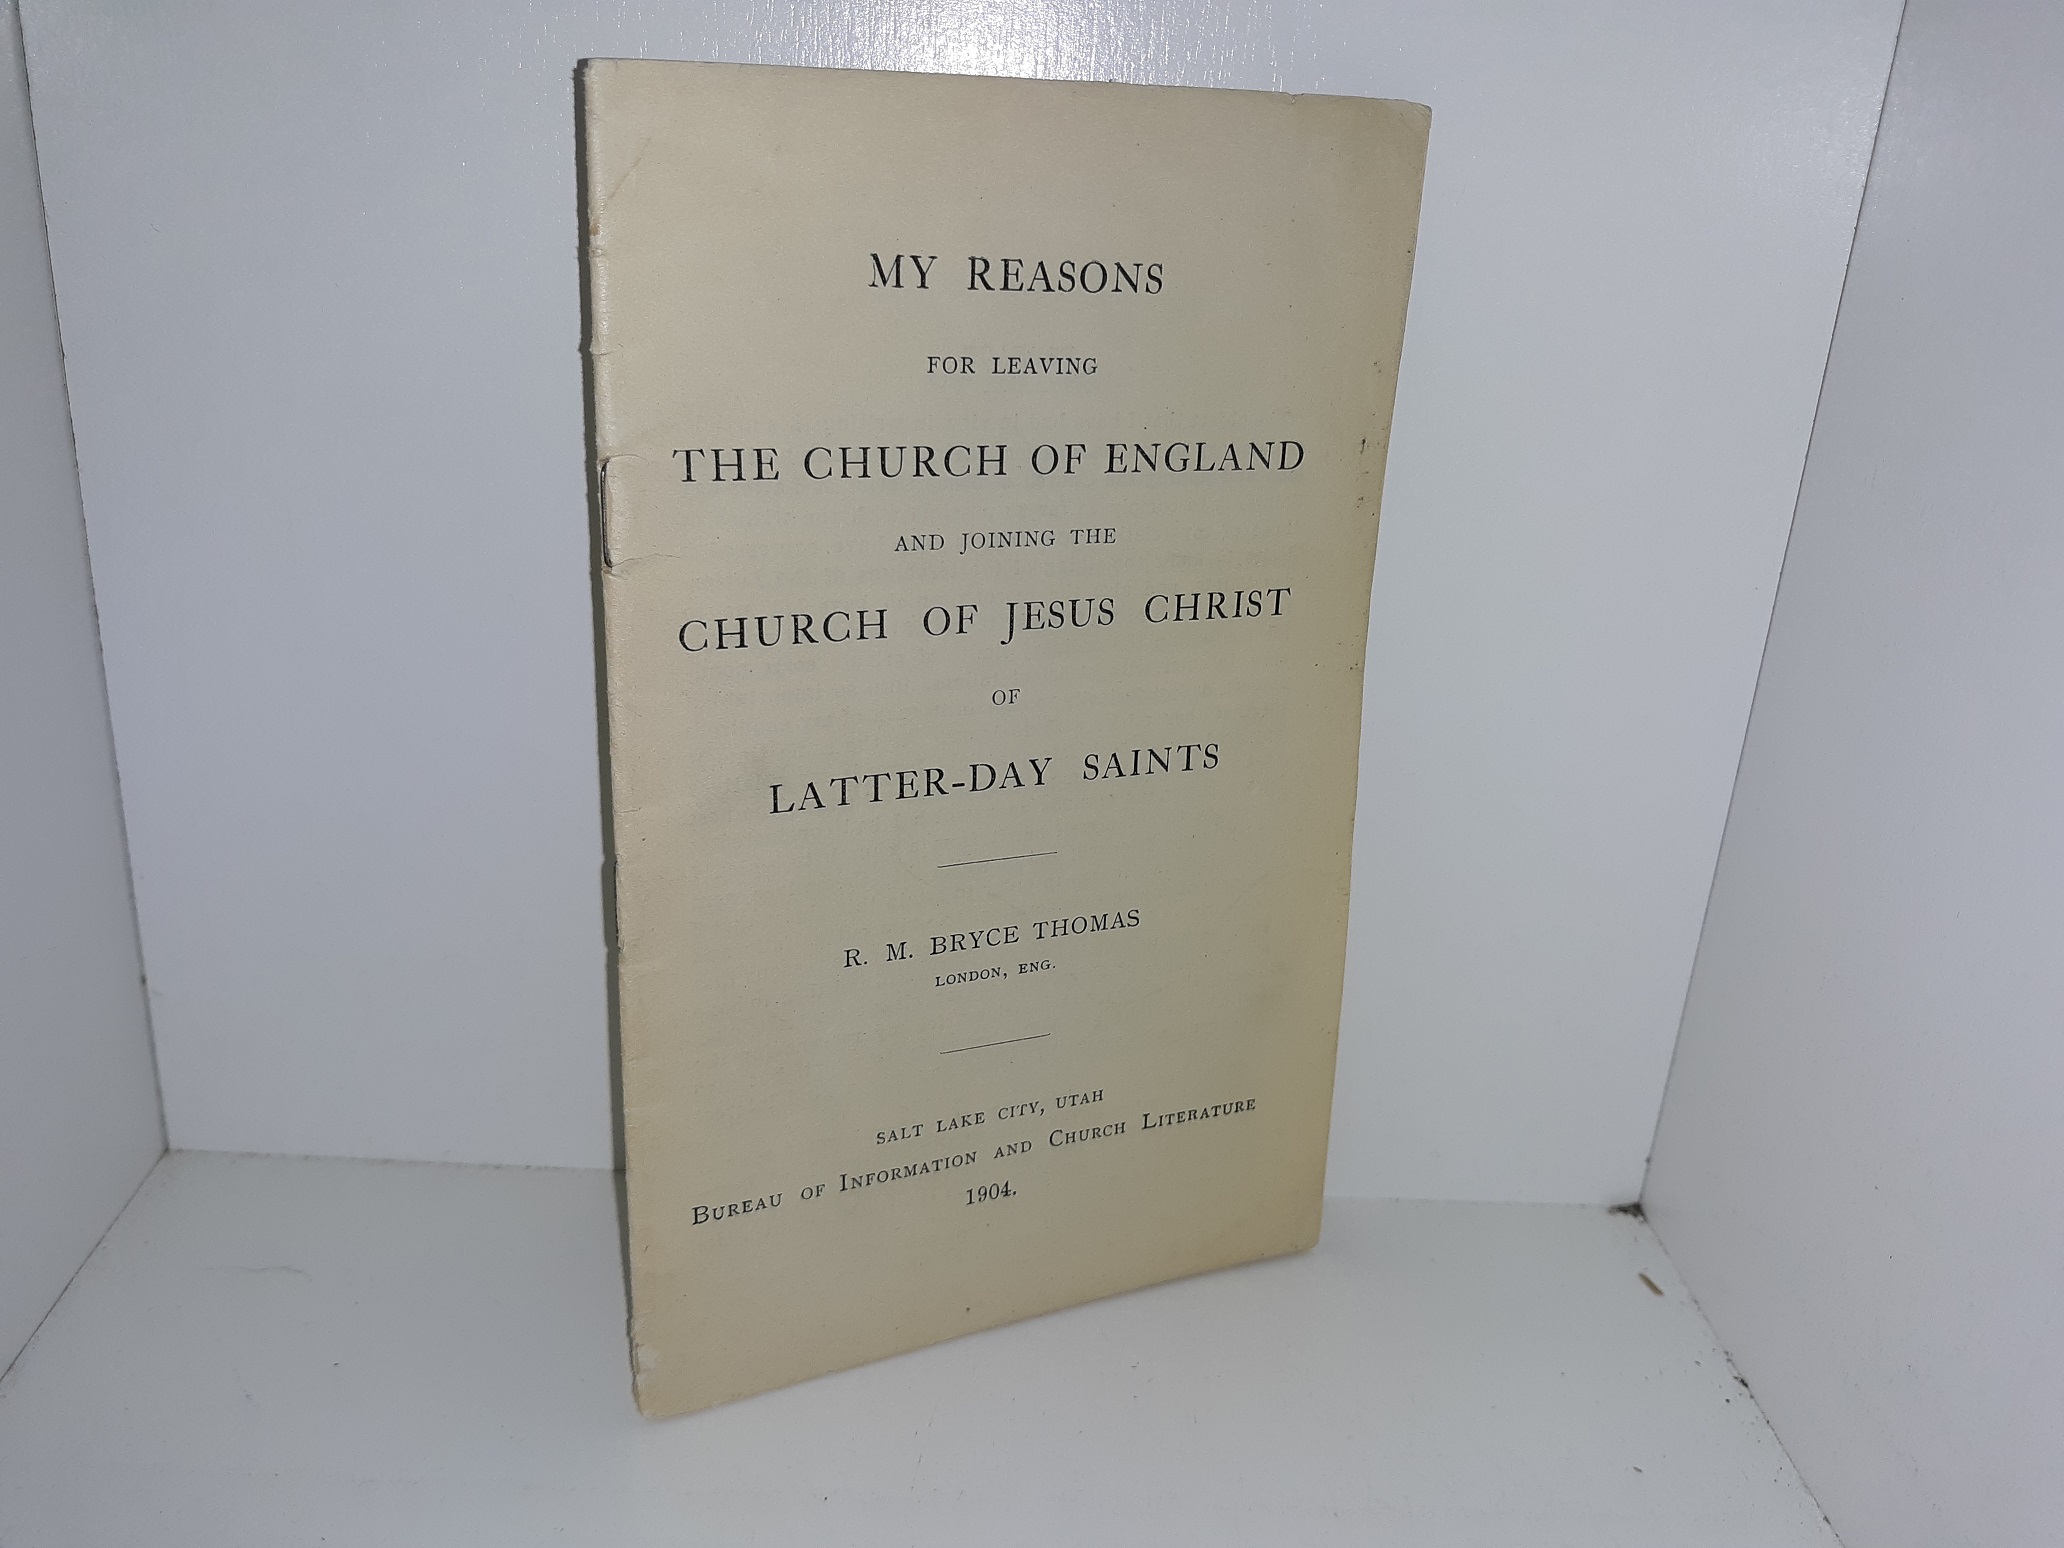 MY REASONS
FOR LEAVING
THE CHURCH OF ENGLAND
AND JOINING THE
CHURCH OF JESUS CHRIST
OF
LATTER-DAY SAINTS
R. M. BRYCE THOMAS
LONDON, ENG.
SALT LAKE CITY, UTAH
BUREAU OF INFORMATION AND CHURCH LITERATURE
1904.